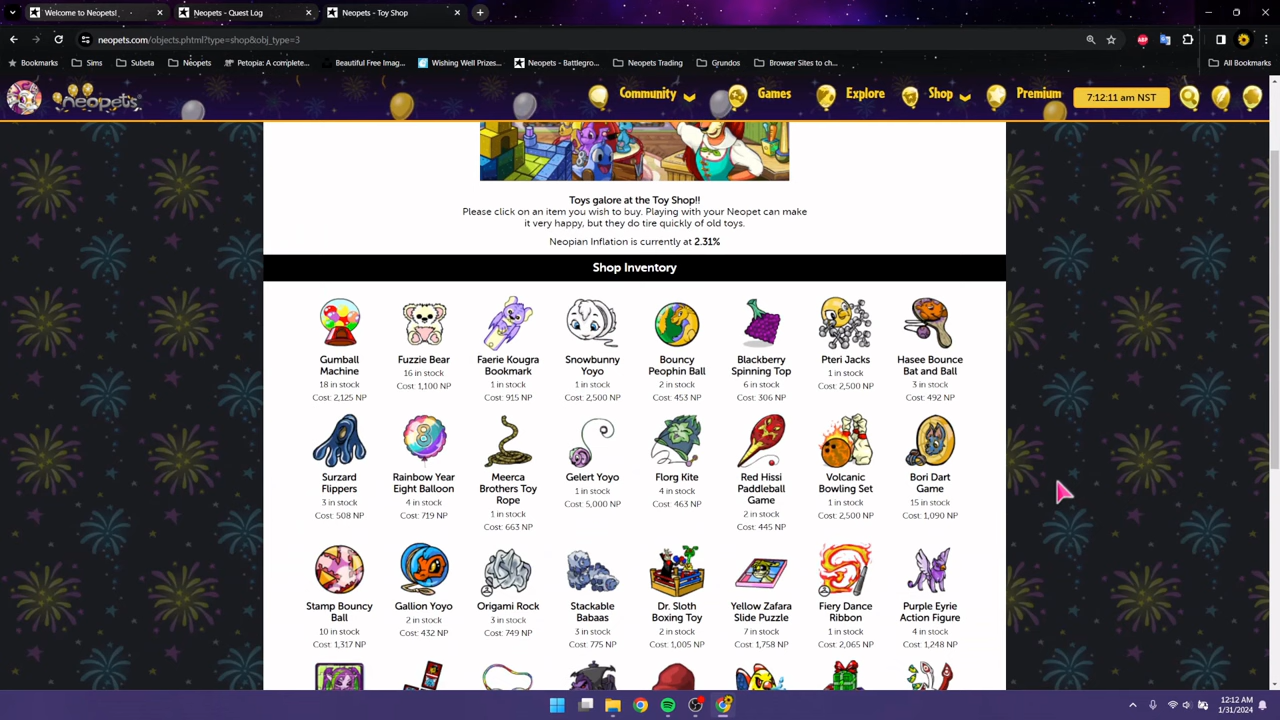 Welcome to Neopets!
Neopets - Quest Log
Neopets - Toy Shop
neopets.com/objects.phtml?type=shop&obj_type=3
Bookmarks
Sims
Subeta
Neopets
Petopia: A complete...
Beautiful Free Imag...
Wishing Well Prizes...
Neopets - Battlegro...
Neopets Trading
Grundos
Browser Sites to ch...
All Bookmarks
neopets
Community
Games
Explore
Shop
Premium
7:12:11 am NST
Toys galore at the Toy Shop!!
Please click on an item you wish to buy. Playing with your Neopet can make
it very happy, but they do tire quickly of old toys.
Neopian Inflation is currently at 2.31%
Shop Inventory
Gumball
Machine
18 in stock
Cost: 2,125 NP
Fuzzie Bear
16 in stock
Cost: 1,100 NP
Faerie Kougra
Bookmark
1 in stock
Cost: 915 NP
Snowbunny
Yoyo
1 in stock
Cost: 2,500 NP
Bouncy
Peophin Ball
2 in stock
Cost: 453 NP
Blackberry
Spinning Top
6 in stock
Cost: 306 NP
Pteri Jacks
1 in stock
Cost: 2,500 NP
Hasee Bounce
Bat and Ball
3 in stock
Cost: 492 NP
Surzard
Flippers
3 in stock
Cost: 508 NP
8
Rainbow Year
Eight Balloon
4 in stock
Cost: 719 NP
Meerca
Brothers Toy
Rope
1 in stock
Cost: 663 NP
Gelert Yoyo
1 in stock
Cost: 5,000 NP
Florg Kite
4 in stock
Cost: 463 NP
Red Hissi
Paddleball
Game
2 in stock
Cost: 445 NP
Volcanic
Bowling Set
1 in stock
Cost: 2,500 NP
Bori Dart
Game
15 in stock
Cost: 1,090 NP
Stamp Bouncy
Ball
10 in stock
Cost: 1,317 NP
Gallion Yoyo
2 in stock
Cost: 432 NP
Origami Rock
3 in stock
Cost: 749 NP
Stackable
Babaas
3 in stock
Cost: 775 NP
Dr. Sloth
Boxing Toy
2 in stock
Cost: 1,005 NP
Yellow Zafara
Slide Puzzle
7 in stock
Cost: 1,758 NP
Fiery Dance
Ribbon
1 in stock
Cost: 2,065 NP
Purple Eyrie
Action Figure
4 in stock
Cost: 1,248 NP
12:12 AM
1/31/2024